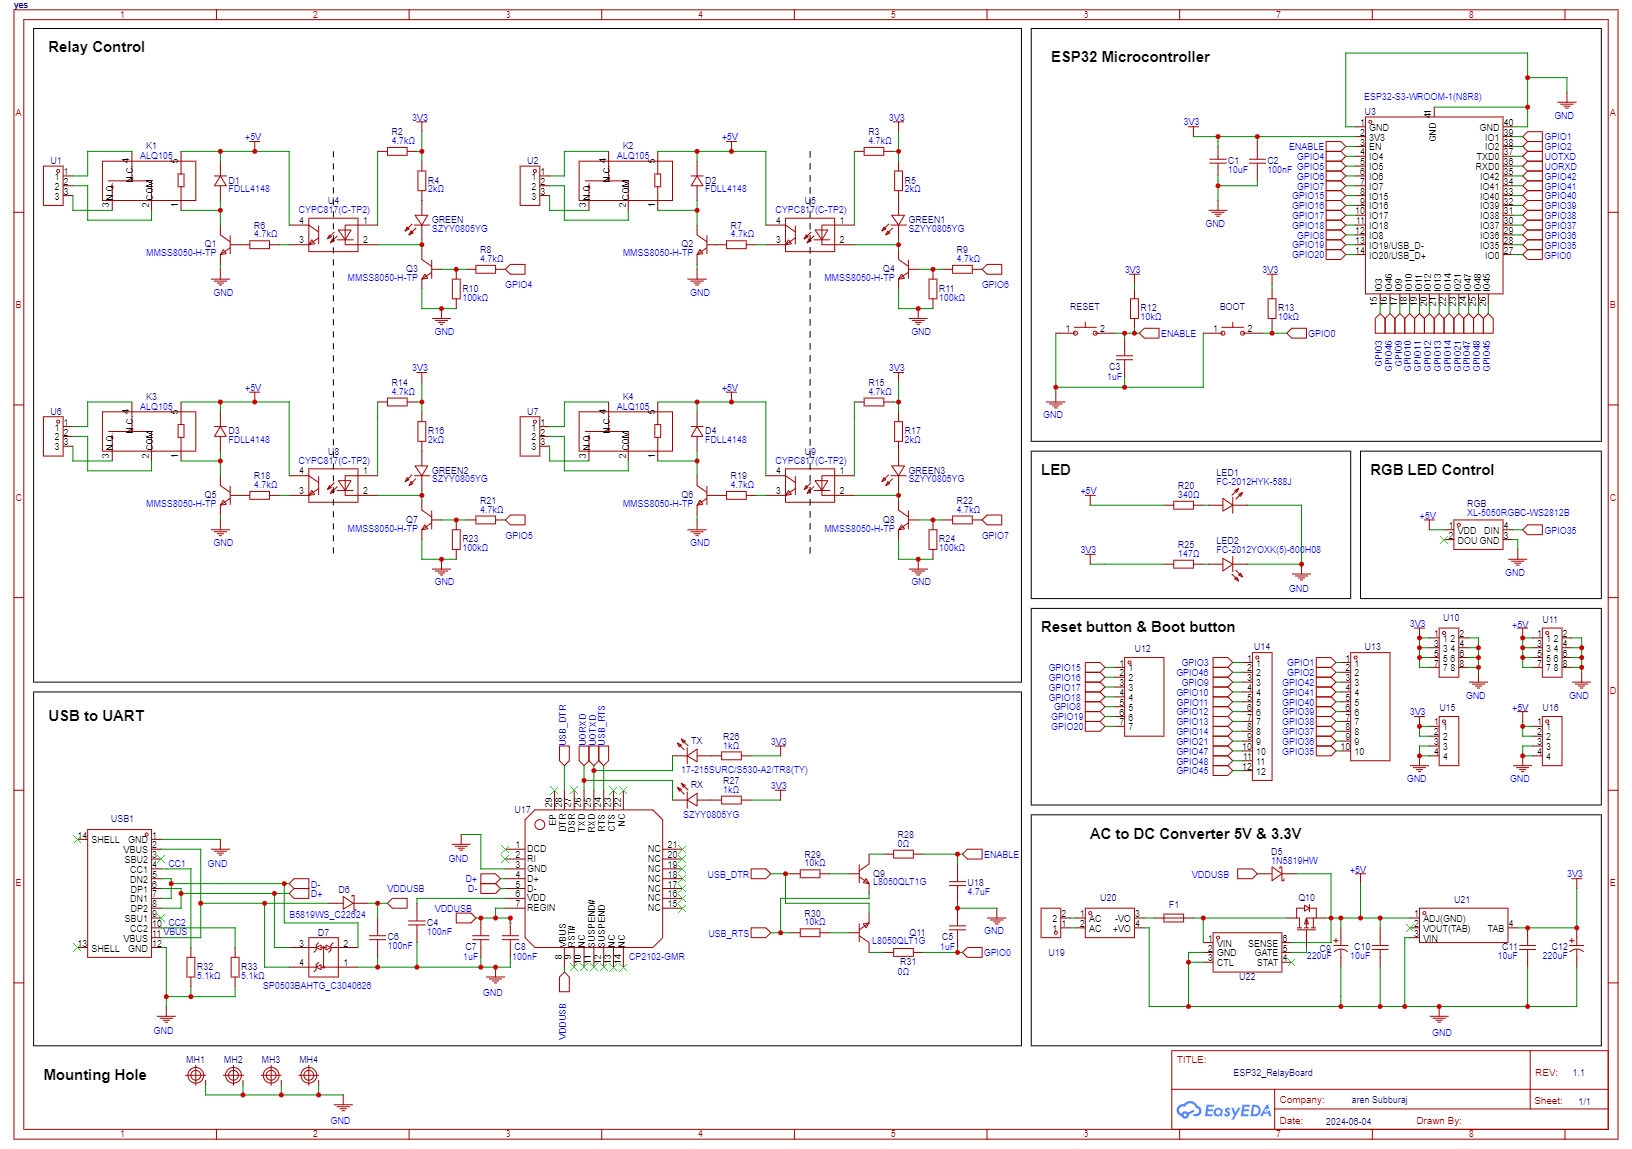 yes
1 2 3 4 5 6 7 8
Relay Control
K1
ALQ105
U1
+5V
D1
FDLL4148
U4
CYPC817(C-TP2)
R6
4.7kΩ
Q1
MMSS8050-H-TP
GND
3V3
R2
4.7kΩ
R4
2kΩ
GREEN
SZYY0805YG
Q3
MMSS8050-H-TP
R8
4.7kΩ
GPIO4
R10
100kΩ
GND
K2
ALQ105
U2
+5V
D2
FDLL4148
U5
CYPC817(C-TP2)
R7
4.7kΩ
Q2
MMSS8050-H-TP
GND
3V3
R3
4.7kΩ
R5
2kΩ
GREEN1
SZYY0805YG
Q4
MMSS8050-H-TP
R9
4.7kΩ
GPIO6
R11
100kΩ
GND
K3
ALQ105
U6
+5V
D3
FDLL4148
U8
CYPC817(C-TP2)
R18
4.7kΩ
Q5
MMSS8050-H-TP
GND
3V3
R14
4.7kΩ
R16
2kΩ
GREEN2
SZYY0805YG
Q7
MMSS8050-H-TP
R21
4.7kΩ
GPIO5
R23
100kΩ
GND
K4
ALQ105
U7
+5V
D4
FDLL4148
U9
CYPC817(C-TP2)
R19
4.7kΩ
Q6
MMSS8050-H-TP
GND
3V3
R15
4.7kΩ
R17
2kΩ
GREEN3
SZYY0805YG
Q8
MMSS8050-H-TP
R22
4.7kΩ
GPIO7
R24
100kΩ
GND
ESP32 Microcontroller
ESP32-S3-WROOM-1(N8R8)
U3
GND
3V3
C1
10uF
C2
100nF
GND
ENABLE
GPIO4
GPIO5
GPIO6
GPIO7
GPIO15
GPIO16
GPIO17
GPIO18
GPIO8
GPIO19
GPIO20
GND
3V3
EN
IO4
IO5
IO6
IO7
IO15
IO16
IO17
IO18
IO8
IO19/USB_D-
IO20/USB_D+
GND
IO1
IO2
TXD0
RXD0
IO42
IO41
IO40
IO39
IO38
IO37
IO36
IO35
IO0
GPIO1
GPIO2
UOTXD
UORXD
GPIO42
GPIO41
GPIO40
GPIO39
GPIO38
GPIO37
GPIO36
GPIO35
GPIO0
IO3 IO46 IO9 IO10 IO11 IO12 IO13 IO14 IO21 IO47 IO48 IO45
GPIO3 GPIO46 GPIO9 GPIO10 GPIO11 GPIO12 GPIO13 GPIO14 GPIO21 GPIO47 GPIO48 GPIO45
3V3
RESET
R12
10kΩ
ENABLE
C3
1uF
GND
3V3
BOOT
R13
10kΩ
GPIO0
LED
+5V
R20
340Ω
LED1
FC-2012HYK-588J
3V3
R25
147Ω
LED2
FC-2012YOXK(5)-600H08
GND
RGB LED Control
RGB
XL-5050RGBC-WS2812B
+5V
VDD DIN
DOU GND
GPIO35
GND
Reset button & Boot button
U12
GPIO15
GPIO16
GPIO17
GPIO18
GPIO8
GPIO19
GPIO20
U14
GPIO3
GPIO46
GPIO9
GPIO10
GPIO11
GPIO12
GPIO13
GPIO14
GPIO21
GPIO47
GPIO48
GPIO45
U13
GPIO1
GPIO2
GPIO42
GPIO41
GPIO40
GPIO39
GPIO38
GPIO37
GPIO36
GPIO35
3V3
U10
GND
+5V
U11
GND
3V3
U15
GND
+5V
U16
GND
USB to UART
USB1
SHELL
SHELL
GND
VBUS
SBU2
CC1
DN2
DP1
DN1
DP2
SBU1
CC2
VBUS
GND
GND
CC1
CC2
VBUS
D-
D+
R32
5.1kΩ
R33
5.1kΩ
GND
D6
B5819WS_C22624
VDDUSB
D7
SP0503BAHTG_C3040626
C6
100nF
C4
100nF
VDDUSB
C7
1uF
C8
100nF
GND
GND
D+
D-
U17
CP2102-GMR
DCD
RI
GND
D+
D-
VDD
REGIN
EP DTR DSR TXD RXD RTS CTS NC
NC
NC
NC
NC
NC
NC
NC
VBUS RST# NC SUSPEND# SUSPEND NC NC
VDDUSB
USB_DTR
UORXD
UOTXD
USB_RTS
TX
17-215SURC/S530-A2/TR8(TY)
R26
1kΩ
3V3
RX
SZYY0805YG
R27
1kΩ
3V3
USB_DTR
R29
10kΩ
Q9
L8050QLT1G
R28
0Ω
ENABLE
USB_RTS
R30
10kΩ
Q11
L8050QLT1G
R31
0Ω
GPIO0
U18
4.7uF
C5
1uF
GND
AC to DC Converter 5V & 3.3V
U19
U20
AC
AC
-VO
+VO
F1
VDDUSB
D5
1N5819HW
Q10
+5V
VIN
GND
CTL
SENSE
GATE
STAT
U22
C9
220uF
C10
10uF
U21
ADJ(GND)
VOUT(TAB)
VIN
TAB
3V3
C11
10uF
C12
220uF
GND
Mounting Hole
MH1
MH2
MH3
MH4
GND
TITLE:
ESP32_RelayBoard
REV: 1.1
EasyEDA
Company: aren Subburaj
Sheet: 1/1
Date: 2024-06-04
Drawn By: